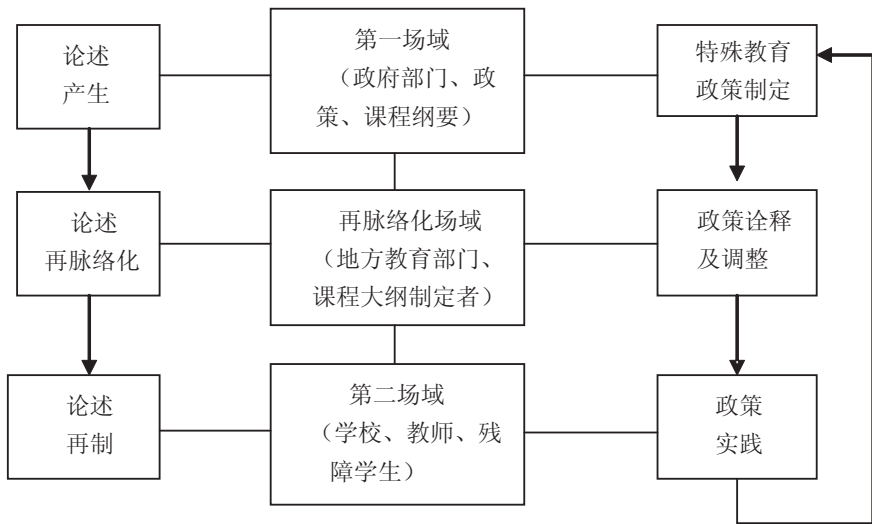 论述
产生
第一场域
（政府部门、政
策、课程纲要）
特殊教育
政策制定
论述
再脉络化
再脉络化场域
（地方教育部门、
课程大纲制定者）
政策诠释
及调整
论述
再制
第二场域
（学校、教师、残
障学生）
政策
实践